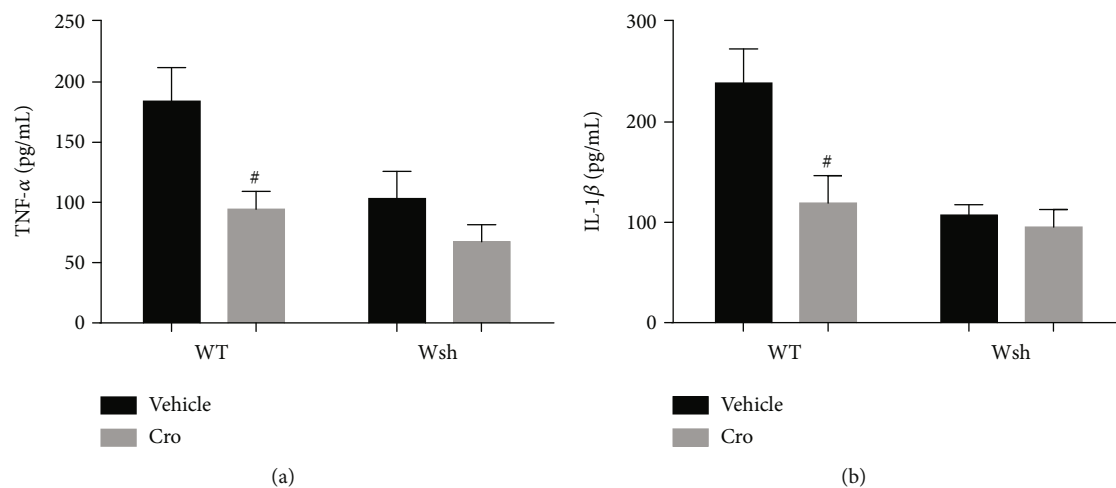 250
200
150
100
50
0
TNF-α (pg/mL)
#
WT
Wsh
Vehicle
Cro
(a)
300
200
100
0
IL-1β (pg/mL)
#
WT
Wsh
Vehicle
Cro
(b)